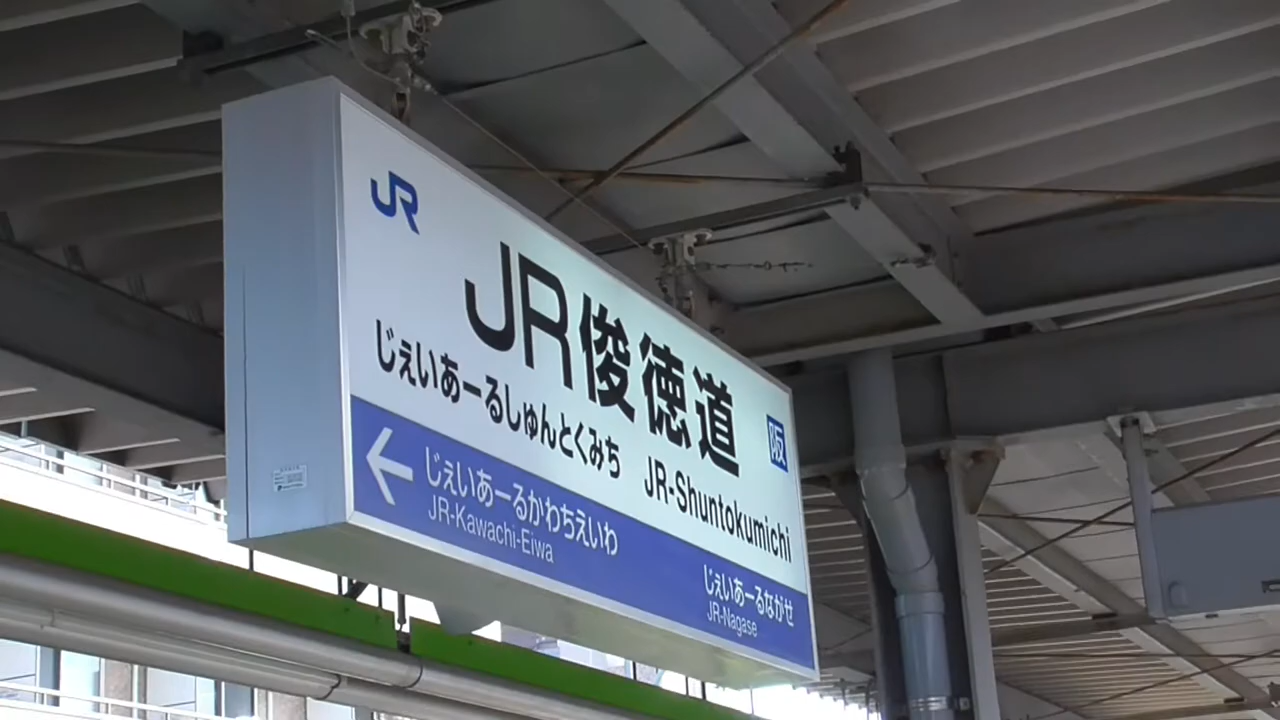 JR
JR俊徳道
じぇいあーるしゅんとくみち JR-Shuntokumichi
阪
← じぇいあーるかわちえいわ
JR-Kawachi-Eiwa
じぇいあーるながせ
JR-Nagase